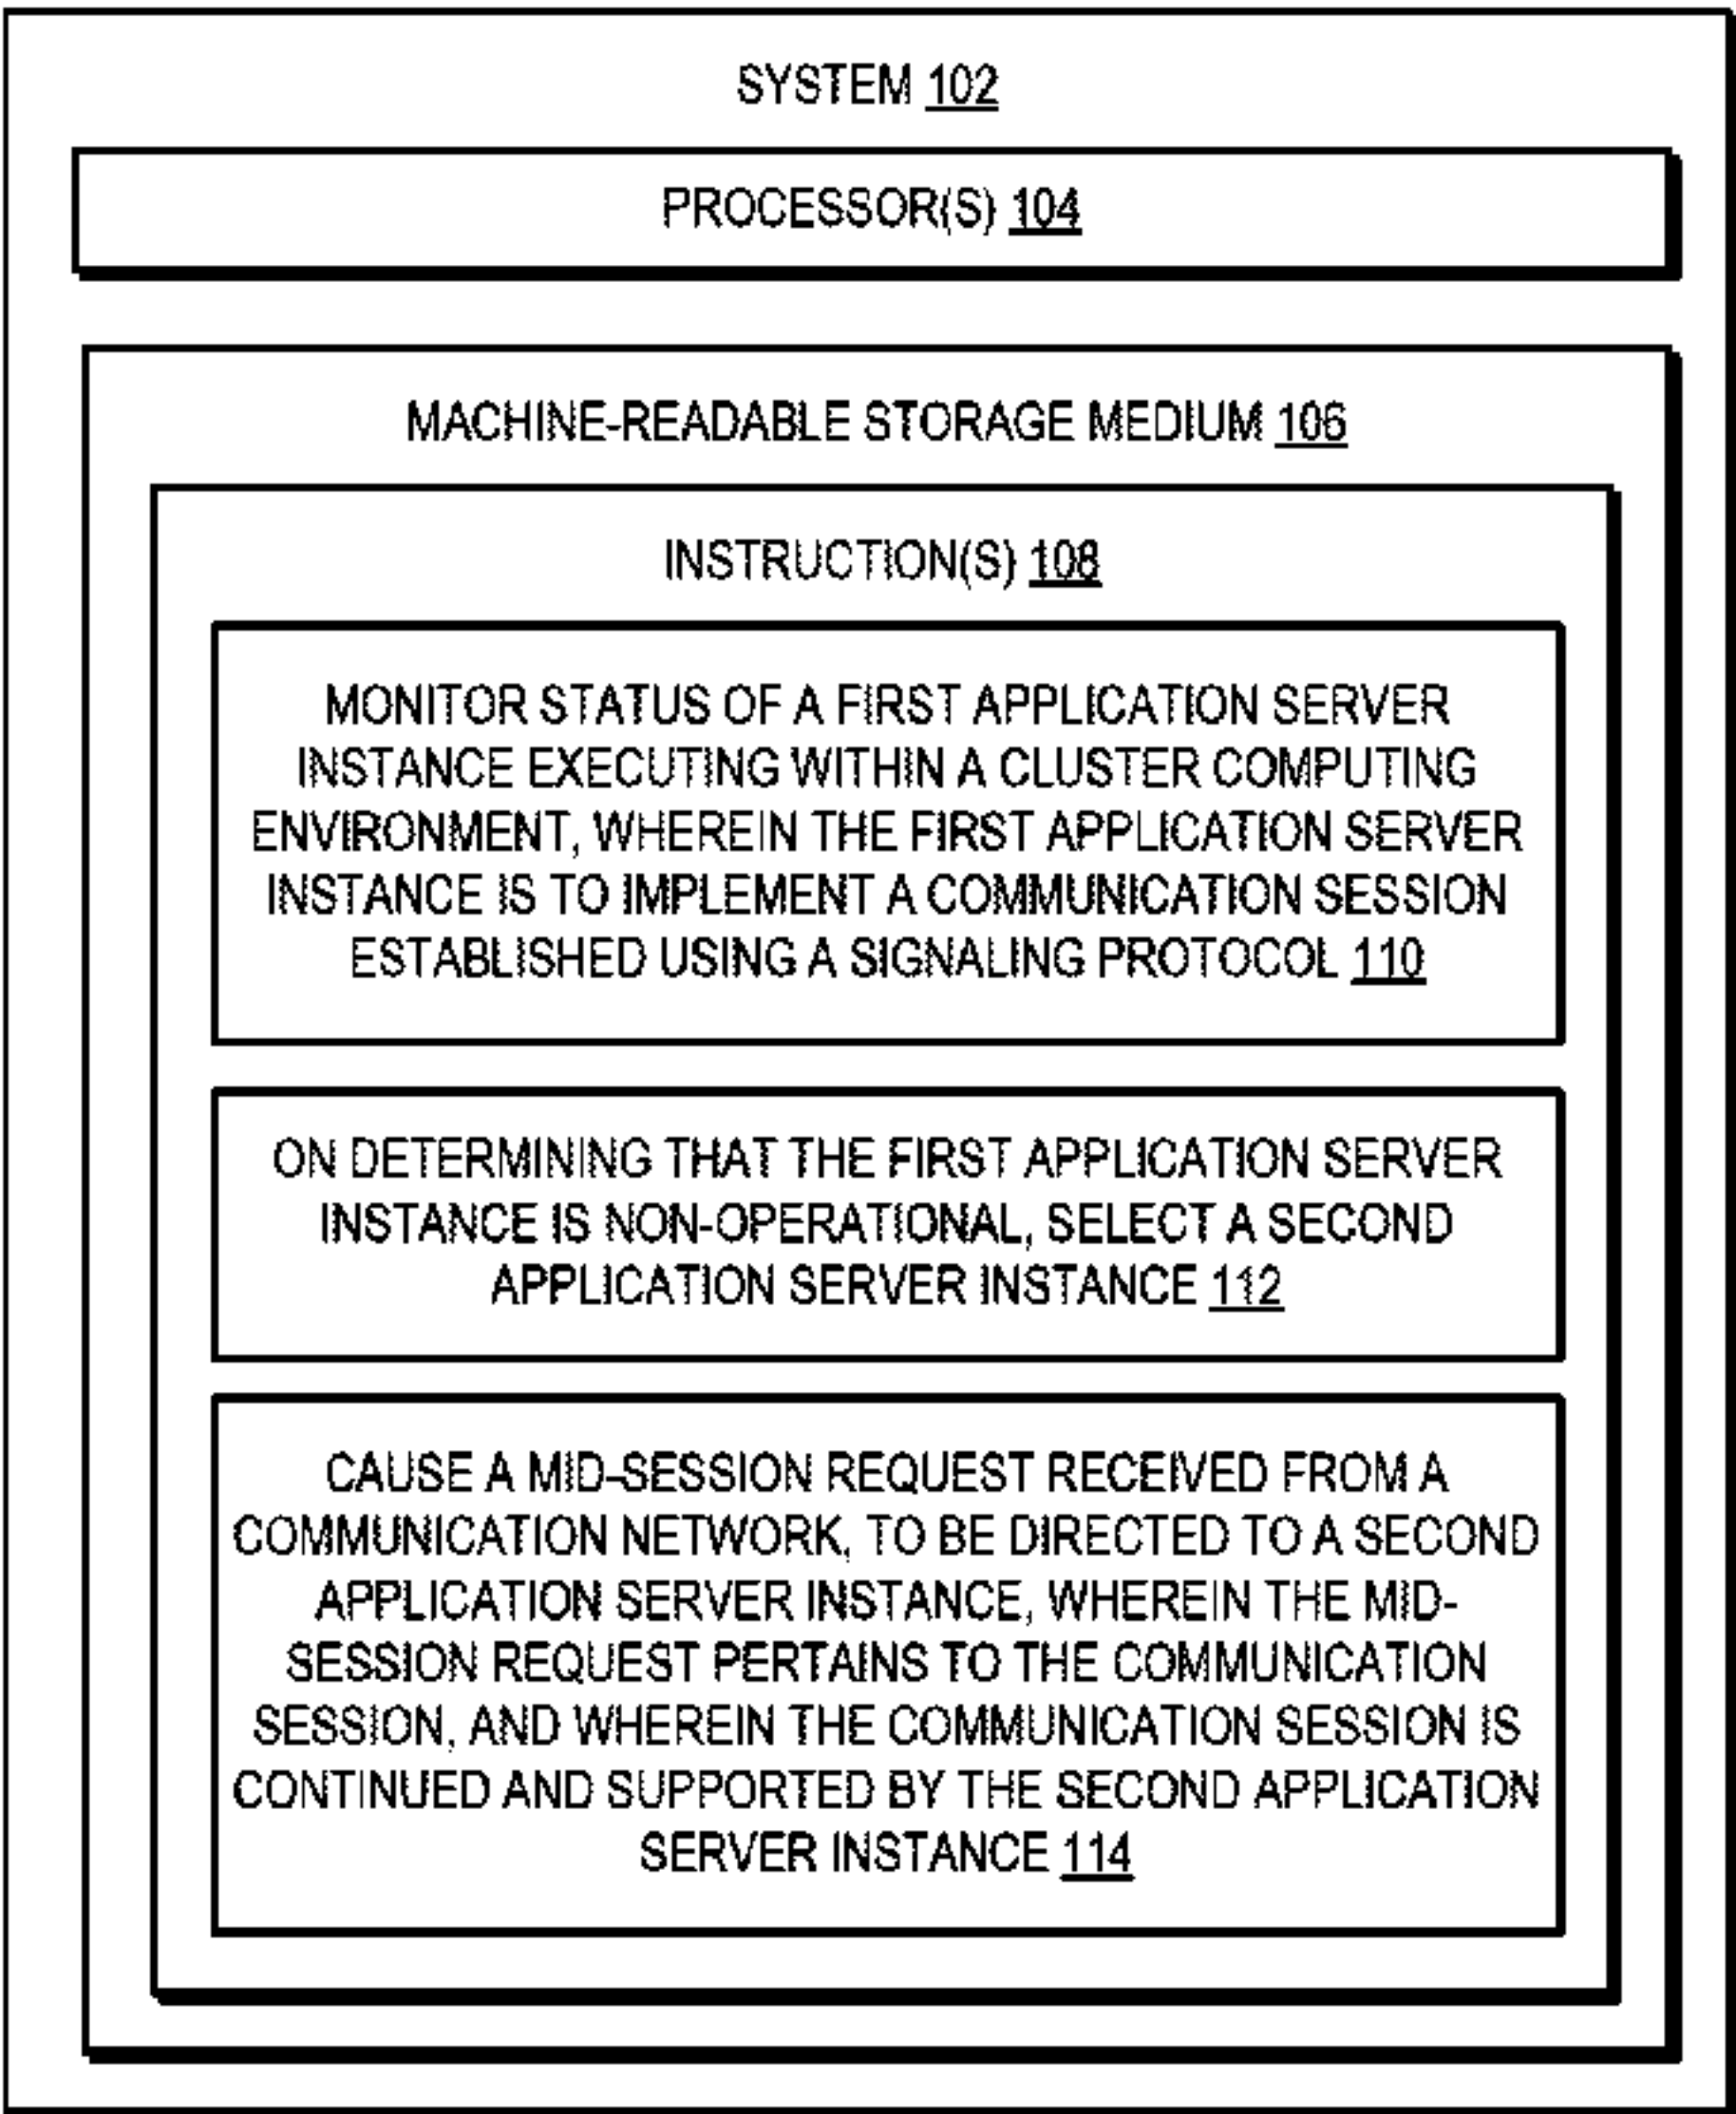 SYSTEM 102
PROCESSOR(S) 104
MACHINE-READABLE STORAGE MEDIUM 106
INSTRUCTION(S) 108
MONITOR STATUS OF A FIRST APPLICATION SERVER
INSTANCE EXECUTING WITHIN A CLUSTER COMPUTING
ENVIRONMENT, WHEREIN THE FIRST APPLICATION SERVER
INSTANCE IS TO IMPLEMENT A COMMUNICATION SESSION
ESTABLISHED USING A SIGNALING PROTOCOL 110
ON DETERMINING THAT THE FIRST APPLICATION SERVER
INSTANCE IS NON-OPERATIONAL, SELECT A SECOND
APPLICATION SERVER INSTANCE 112
CAUSE A MID-SESSION REQUEST RECEIVED FROM A
COMMUNICATION NETWORK, TO BE DIRECTED TO A SECOND
APPLICATION SERVER INSTANCE, WHEREIN THE MID-
SESSION REQUEST PERTAINS TO THE COMMUNICATION
SESSION, AND WHEREIN THE COMMUNICATION SESSION IS
CONTINUED AND SUPPORTED BY THE SECOND APPLICATION
SERVER INSTANCE 114